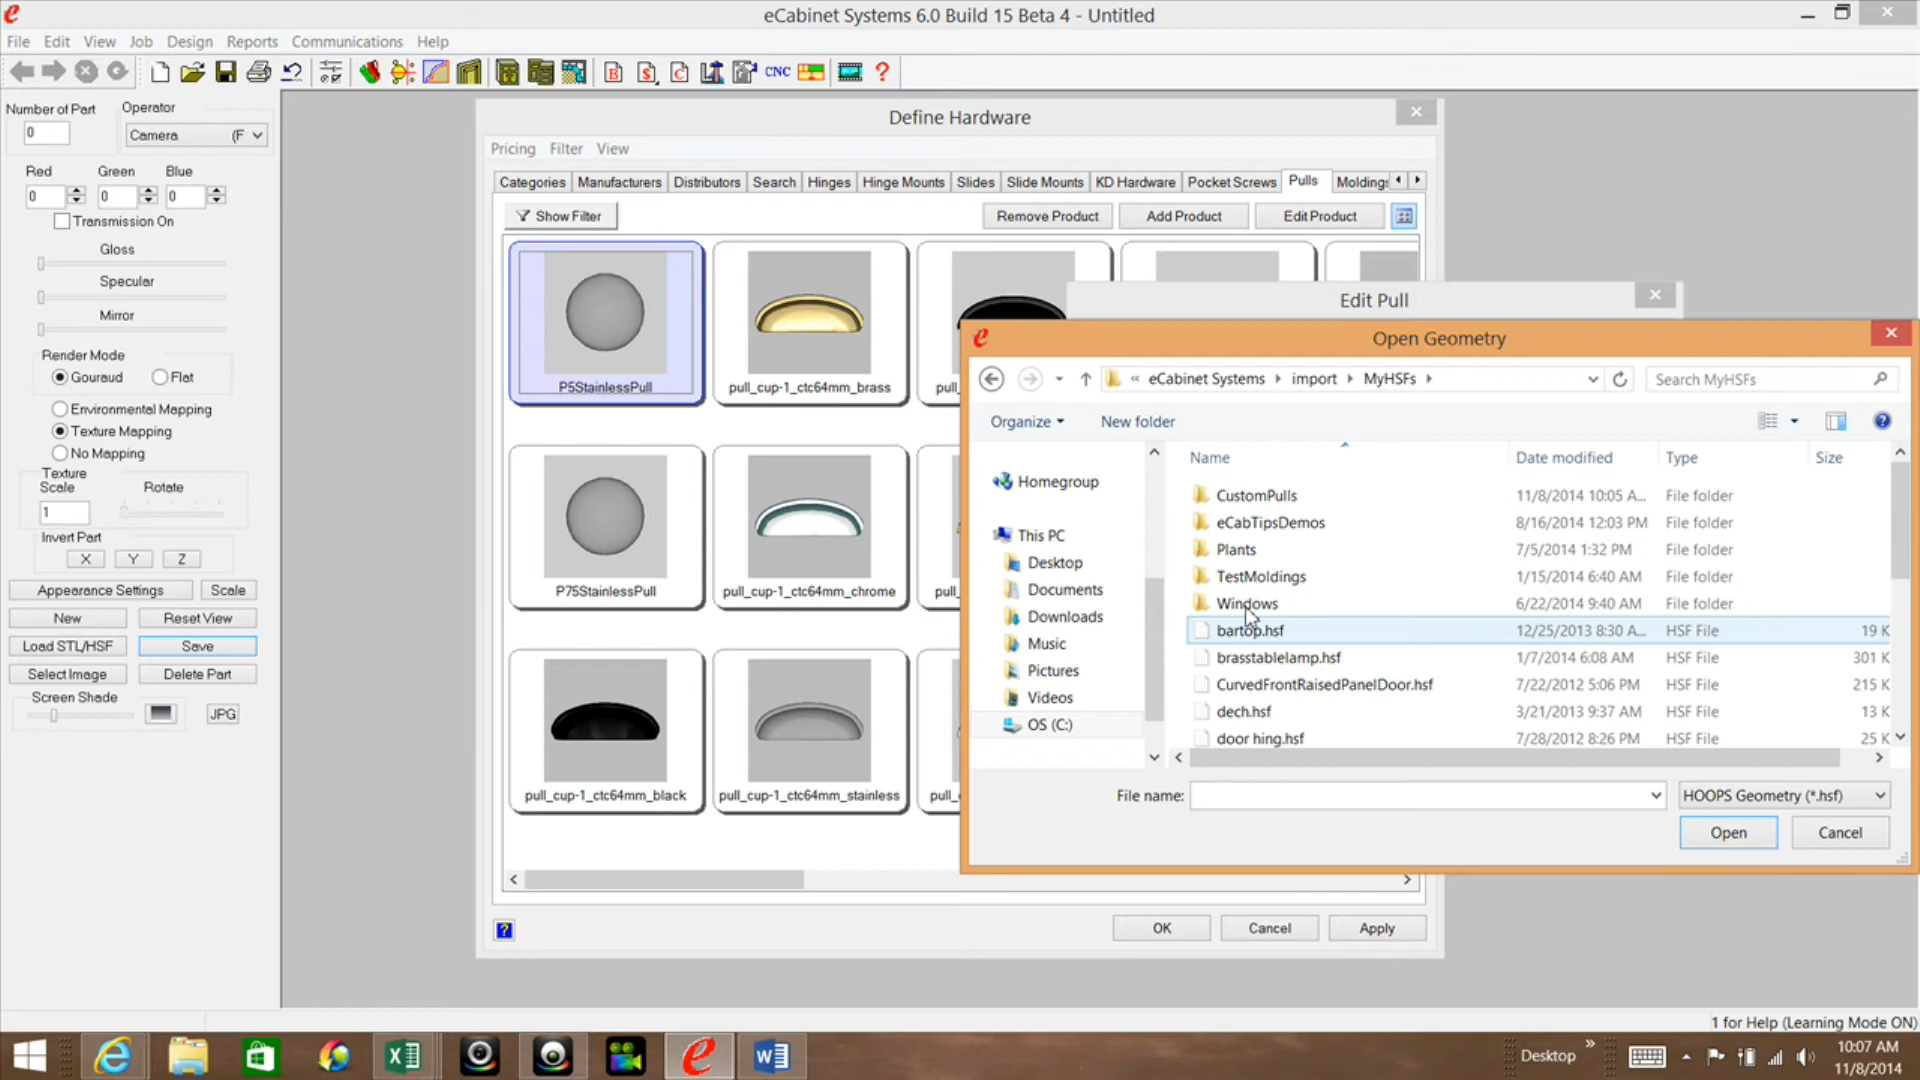 eCabinet Systems 6.0 Build 15 Beta 4 - Untitled
File Edit View Job Design Reports Communications Help
CNC
Number of Part
Operator
0
Camera (F
Red Green Blue
0 0 0
Transmission On
Gloss
Specular
Mirror
Render Mode
Gouraud Flat
Environmental Mapping
Texture Mapping
No Mapping
Texture
Scale Rotate
1
Invert Part
X Y Z
Appearance Settings Scale
New Reset View
Load STL/HSF Save
Select Image Delete Part
Screen Shade
JPG
Define Hardware
Pricing Filter View
Categories Manufacturers Distributors Search Hinges Hinge Mounts Slides Slide Mounts KD Hardware Pocket Screws Pulls Moldings
Show Filter Remove Product Add Product Edit Product
P5StainlessPull pull_cup-1_ctc64mm_brass pull_
P75StainlessPull pull_cup-1_ctc64mm_chrome pull_
pull_cup-1_ctc64mm_black pull_cup-1_ctc64mm_stainless pull_
OK Cancel Apply
Edit Pull
Open Geometry
« eCabinet Systems import MyHSFs
Search MyHSFs
Organize New folder
Name Date modified Type Size
Homegroup
This PC
Desktop
Documents
Downloads
Music
Pictures
Videos
OS (C:)
CustomPulls 11/8/2014 10:05 A... File folder
eCabTipsDemos 8/16/2014 12:03 PM File folder
Plants 7/5/2014 1:32 PM File folder
TestMoldings 1/15/2014 6:40 AM File folder
Windows 6/22/2014 9:40 AM File folder
bartop.hsf 12/25/2013 8:30 A... HSF File 19 K
brasstablelamp.hsf 1/7/2014 6:08 AM HSF File 301 K
CurvedFrontRaisedPanelDoor.hsf 7/22/2012 5:06 PM HSF File 215 K
dech.hsf 3/21/2013 9:37 AM HSF File 13 K
door hing.hsf 7/28/2012 8:26 PM HSF File 25 K
File name:
HOOPS Geometry (*.hsf)
Open Cancel
1 for Help (Learning Mode ON)
Desktop
10:07 AM
11/8/2014